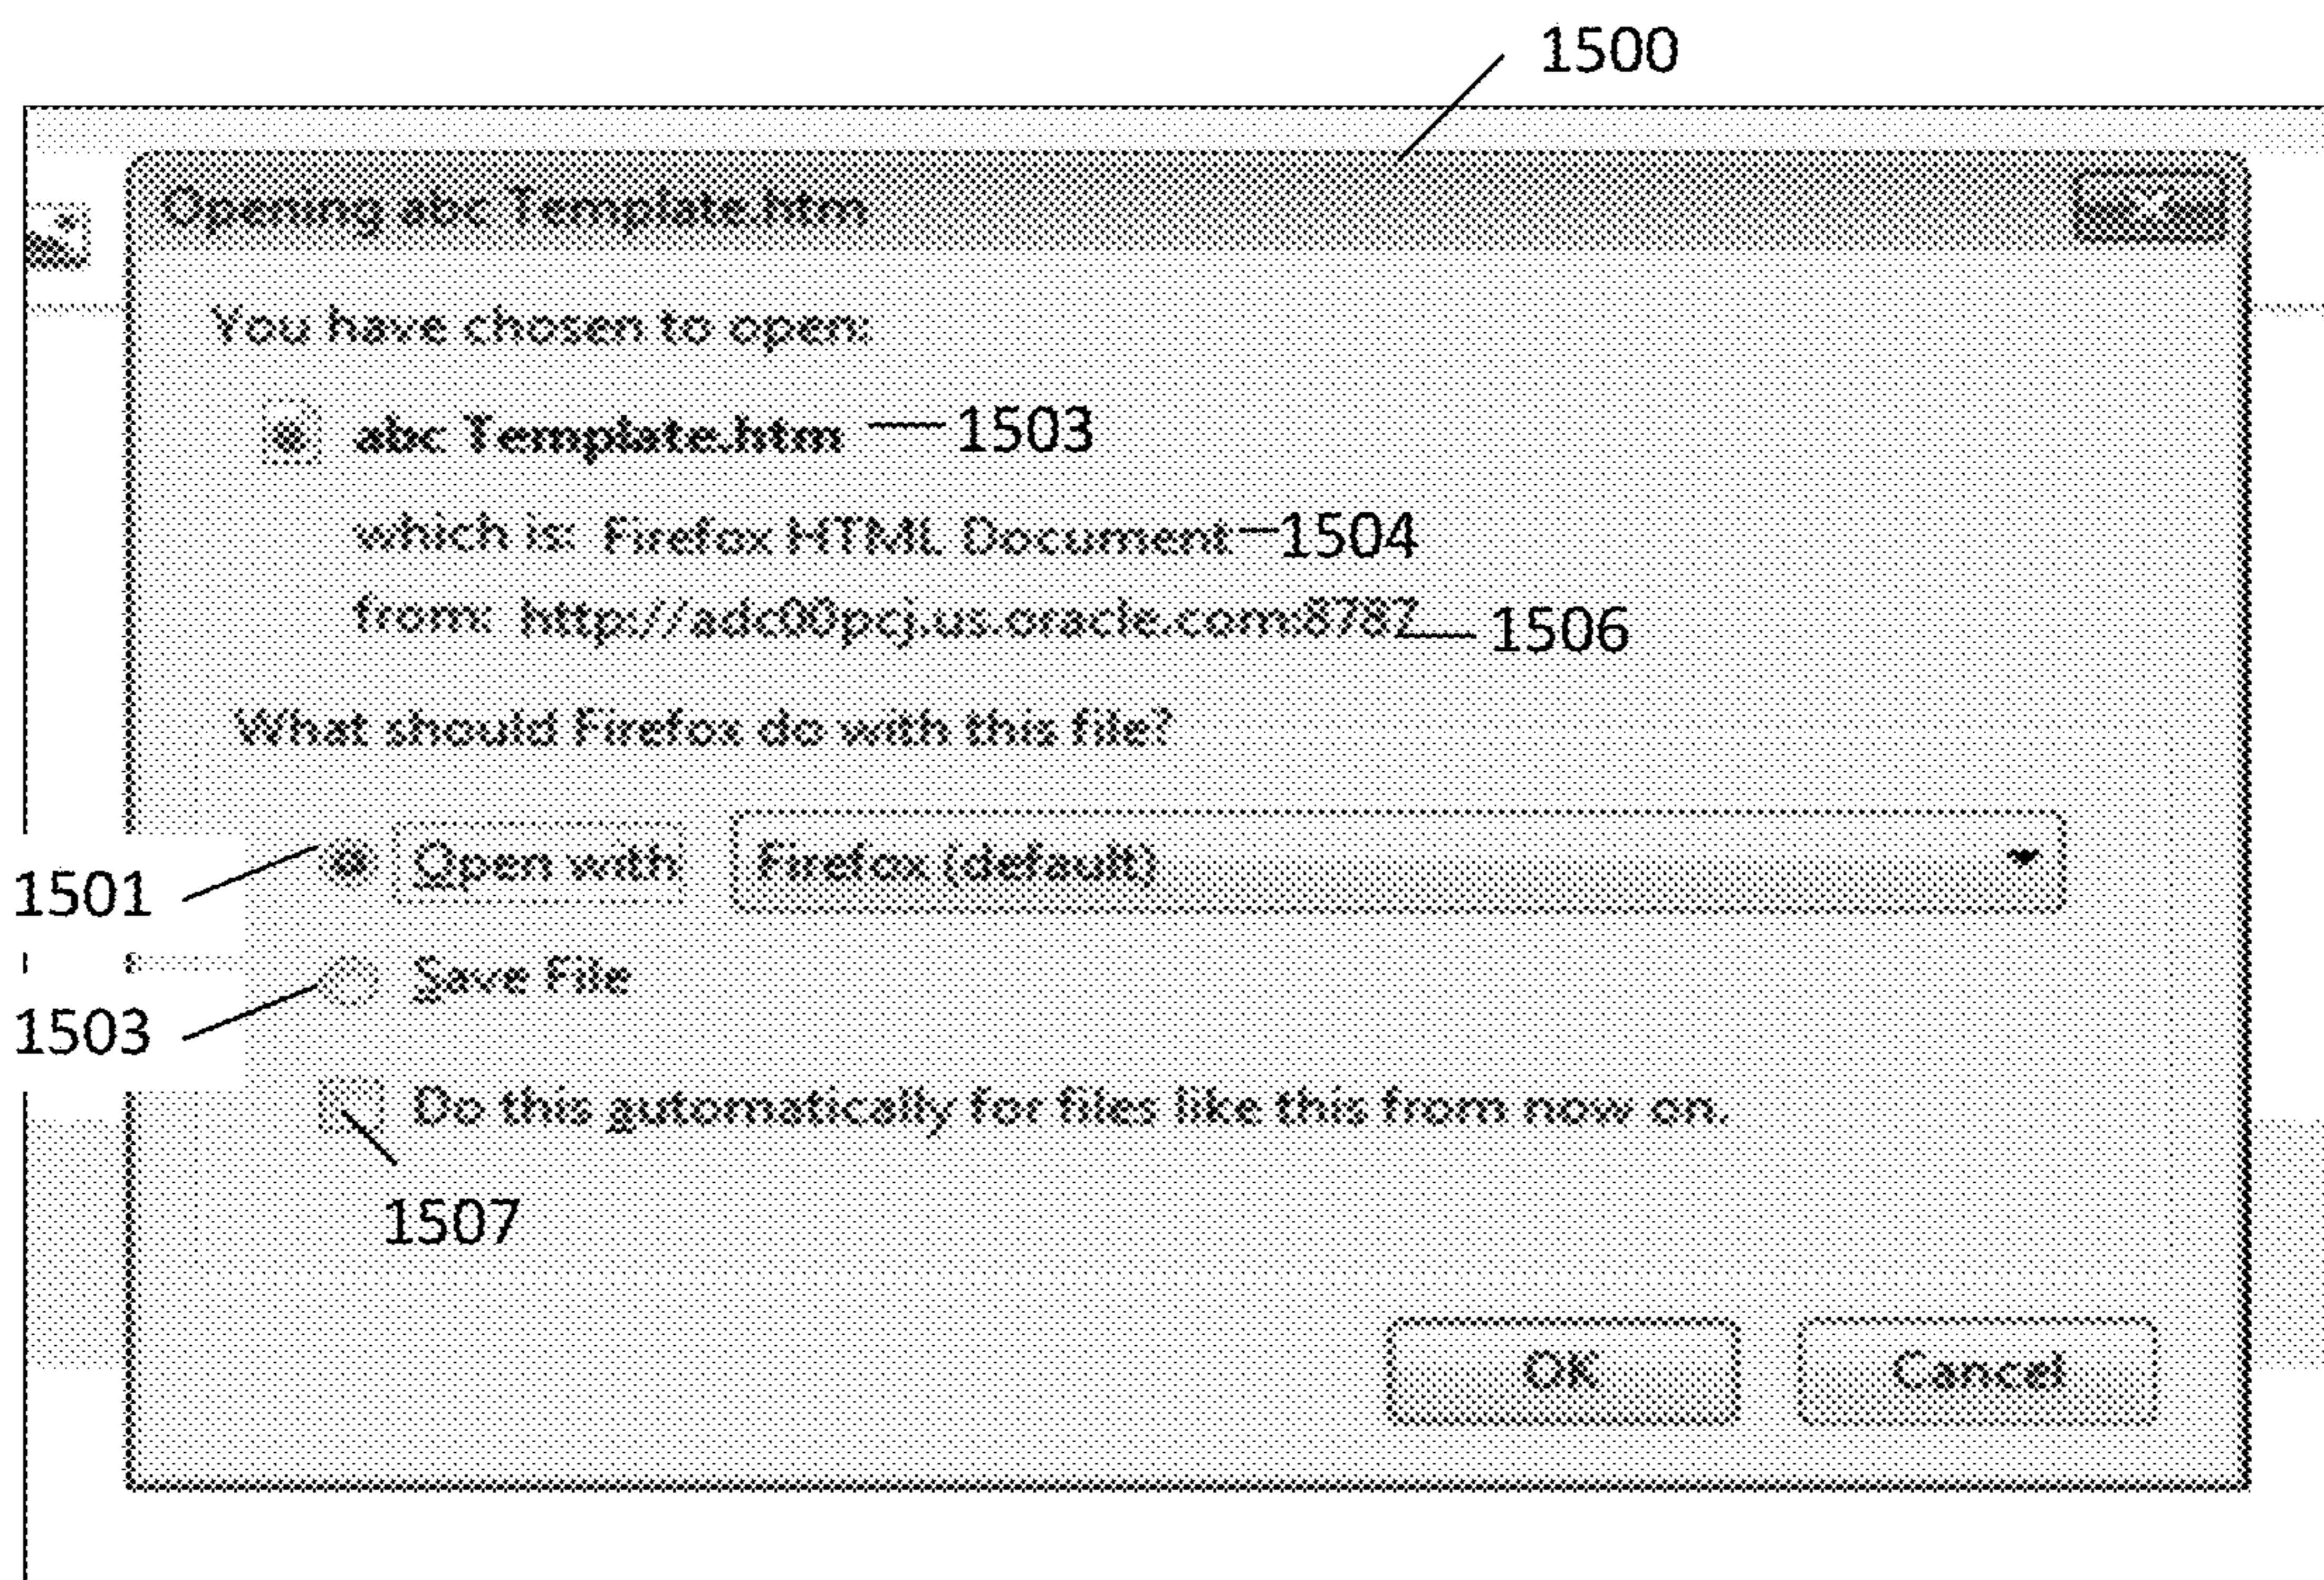 1500
Opening abc Template.htm
You have chosen to open:
abc Template.htm 1503
which is: Firefox HTML Document 1504
from: http://adc00pcj.us.oracle.com:8787 1506
What should Firefox do with this file?
1501 Open with Firefox (default)
1503 Save File
Do this automatically for files like this from now on.
1507
OK Cancel